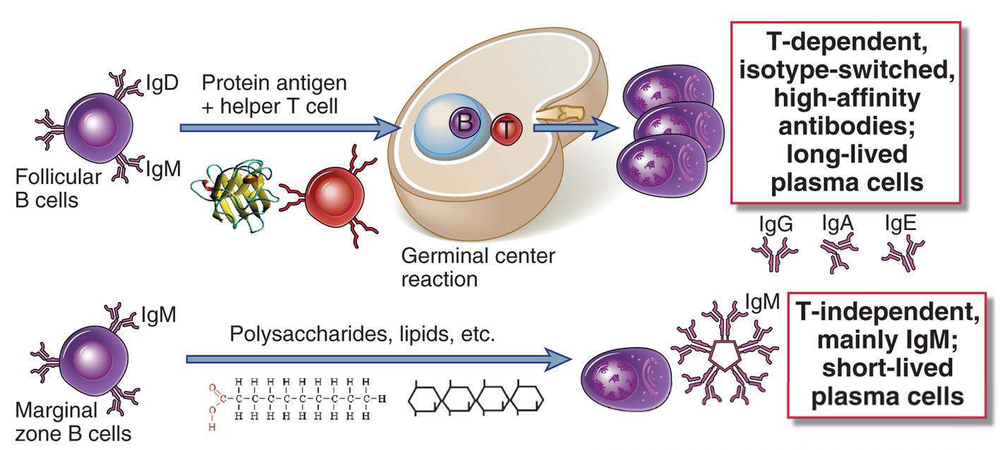 IgD
Protein antigen
+ helper T cell
IgM
Follicular
B cells
B
T
Germinal center
reaction
T-dependent,
isotype-switched,
high-affinity
antibodies;
long-lived
plasma cells
IgG IgA IgE
IgM
Polysaccharides, lipids, etc.
Marginal
zone B cells
H H H H H H H H H
O
C-C-C-C-C-C-C-C-C-C-H
O
H
H H H H H H H H H
IgM
T-independent,
mainly IgM;
short-lived
plasma cells